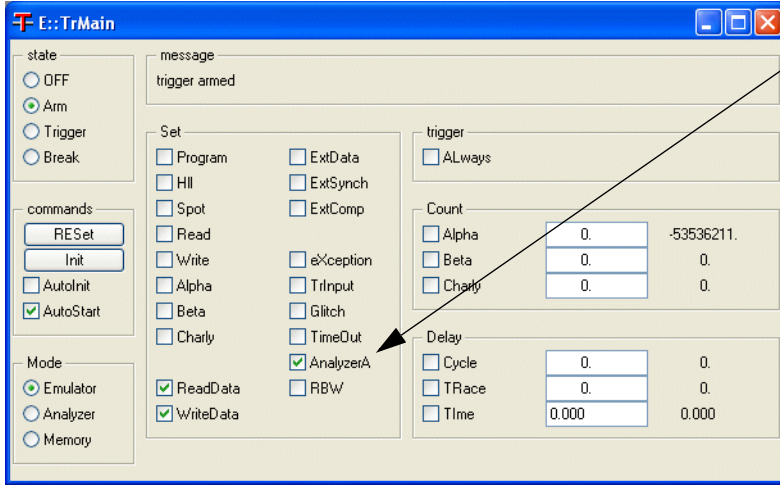 E::TrMain
state
OFF
Arm
Trigger
Break
message
trigger armed
commands
RESet
Init
AutoInit
AutoStart
Mode
Emulator
Analyzer
Memory
Set
Program
HII
Spot
Read
Write
Alpha
Beta
Charly
ReadData
WriteData
ExtData
ExtSynch
ExtComp
eXception
TrInput
Glitch
TimeOut
AnalyzerA
RBW
trigger
ALways
Count
Alpha 0. -53536211.
Beta 0. 0.
Charly 0. 0.
Delay
Cycle 0. 0.
TRace 0. 0.
TIme 0.000 0.000